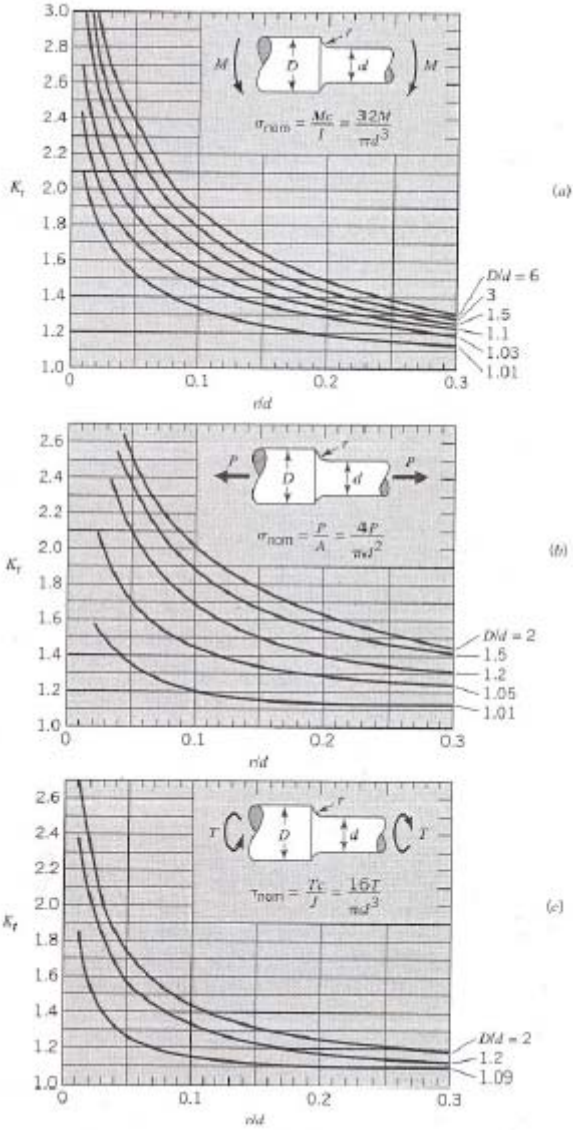 3.0
2.8
2.6
2.4
2.2
2.0
1.8
1.6
1.4
1.2
1.0
K_t
M
D
r
d
M
σ_nom = Mc/I = 32M/πd³
(a)
D/d = 6
3
1.5
1.1
1.03
1.01
0
0.1
0.2
0.3
r/d
2.6
2.4
2.2
2.0
1.8
1.6
1.4
1.2
1.0
K_t
P
D
r
d
P
σ_nom = P/A = 4P/πd²
(b)
D/d = 2
1.5
1.2
1.05
1.01
0
0.1
0.2
0.3
r/d
2.6
2.4
2.2
2.0
1.8
1.6
1.4
1.2
1.0
K_t
T
D
r
d
T
τ_nom = Tc/J = 16T/πd³
(c)
D/d = 2
1.2
1.09
0
0.1
0.2
0.3
r/d